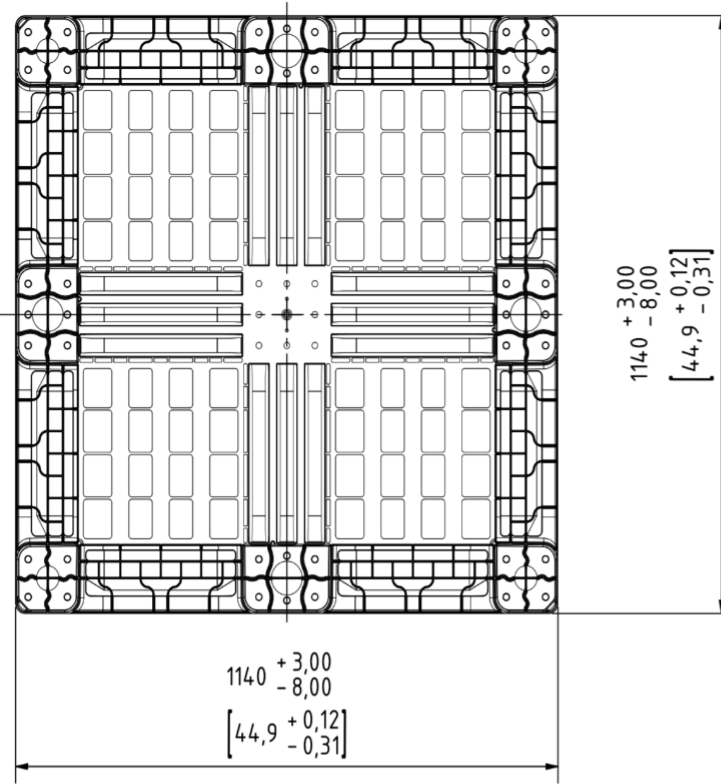 1140 + 3,00
- 8,00
[44,9 + 0,12
- 0,31]
1140 + 3,00
- 8,00
[44,9 + 0,12
- 0,31]